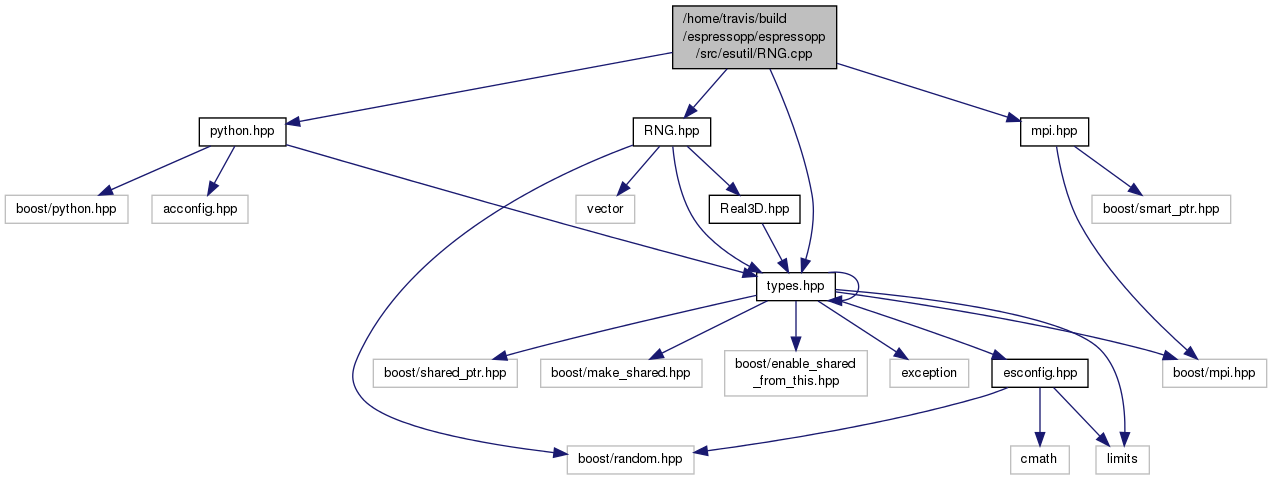 /home/travis/build
/espressopp/espressopp
/src/esutil/RNG.cpp
python.hpp
RNG.hpp
mpi.hpp
boost/python.hpp
acconfig.hpp
vector
Real3D.hpp
boost/smart_ptr.hpp
types.hpp
boost/shared_ptr.hpp
boost/make_shared.hpp
boost/enable_shared
_from_this.hpp
exception
esconfig.hpp
boost/mpi.hpp
boost/random.hpp
cmath
limits